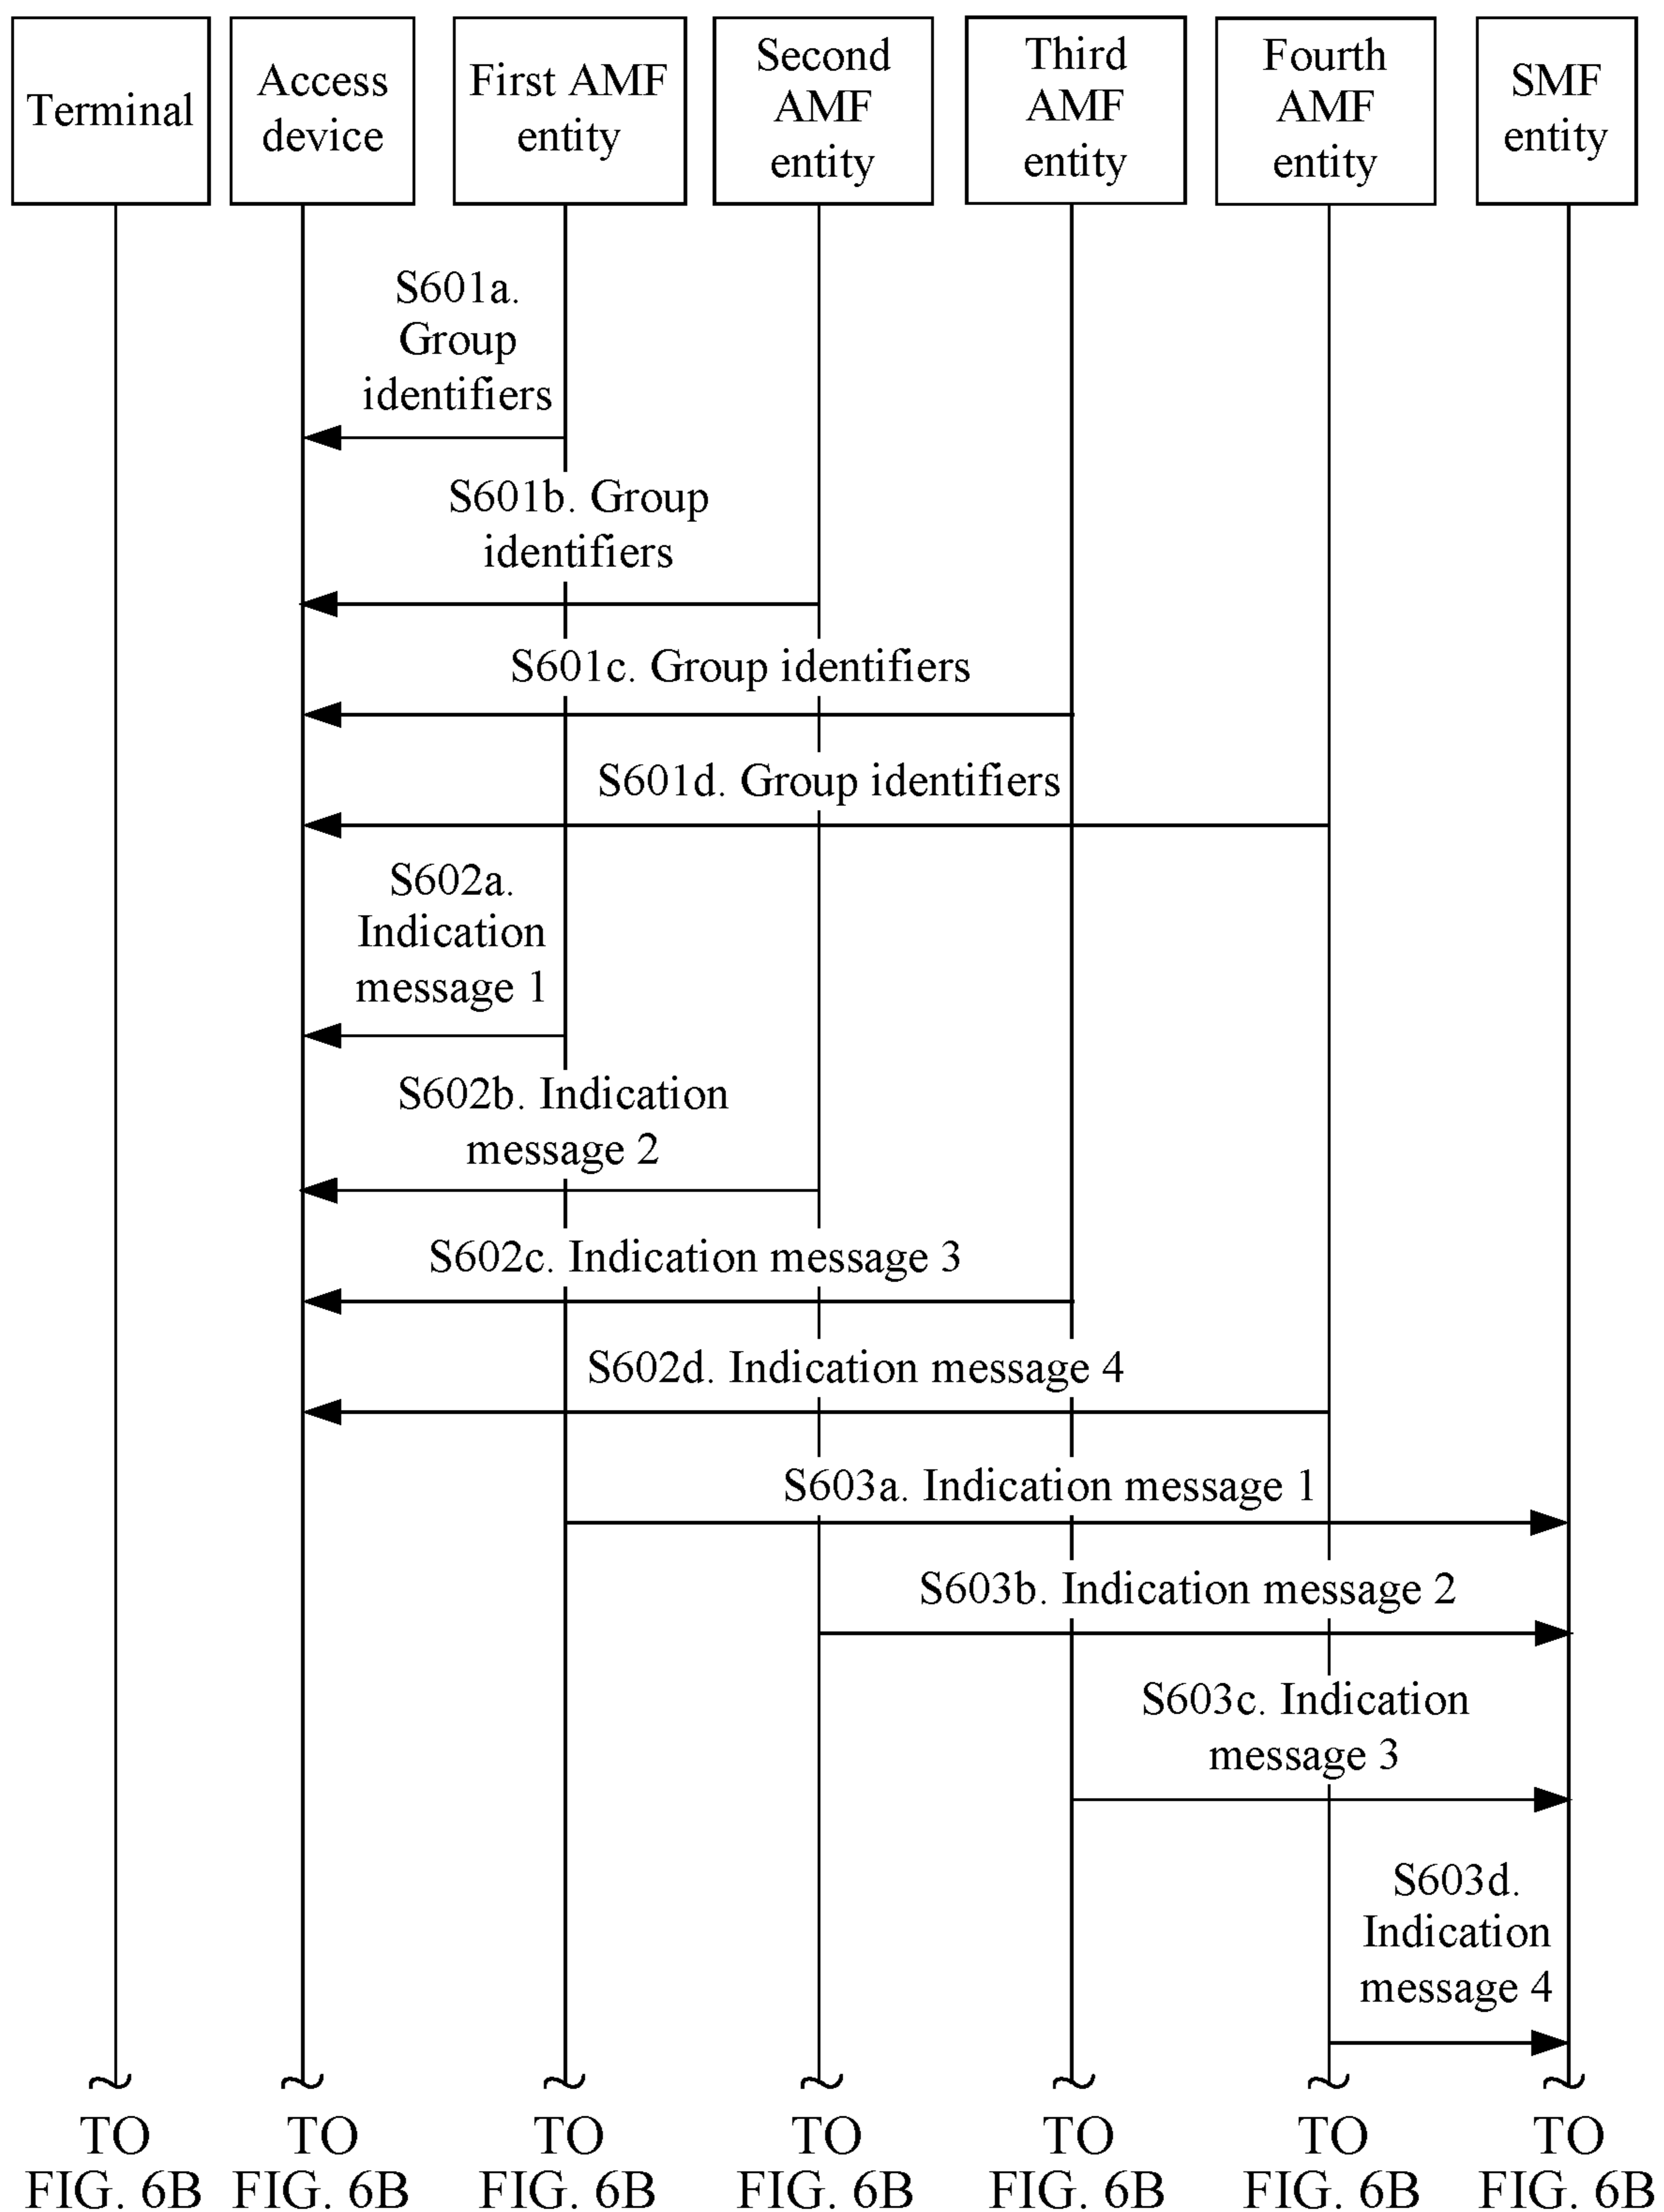 Terminal
Access
device
First AMF
entity
Second
AMF
entity
Third
AMF
entity
Fourth
AMF
entity
SMF
entity
S601a.
Group
identifiers
S601b. Group
identifiers
S601c. Group identifiers
S601d. Group identifiers
S602a.
Indication
message 1
S602b. Indication
message 2
S602c. Indication message 3
S602d. Indication message 4
S603a. Indication message 1
S603b. Indication message 2
S603c. Indication
message 3
S603d.
Indication
message 4
TO
FIG. 6B
TO
FIG. 6B
TO
FIG. 6B
TO
FIG. 6B
TO
FIG. 6B
TO
FIG. 6B
TO
FIG. 6B